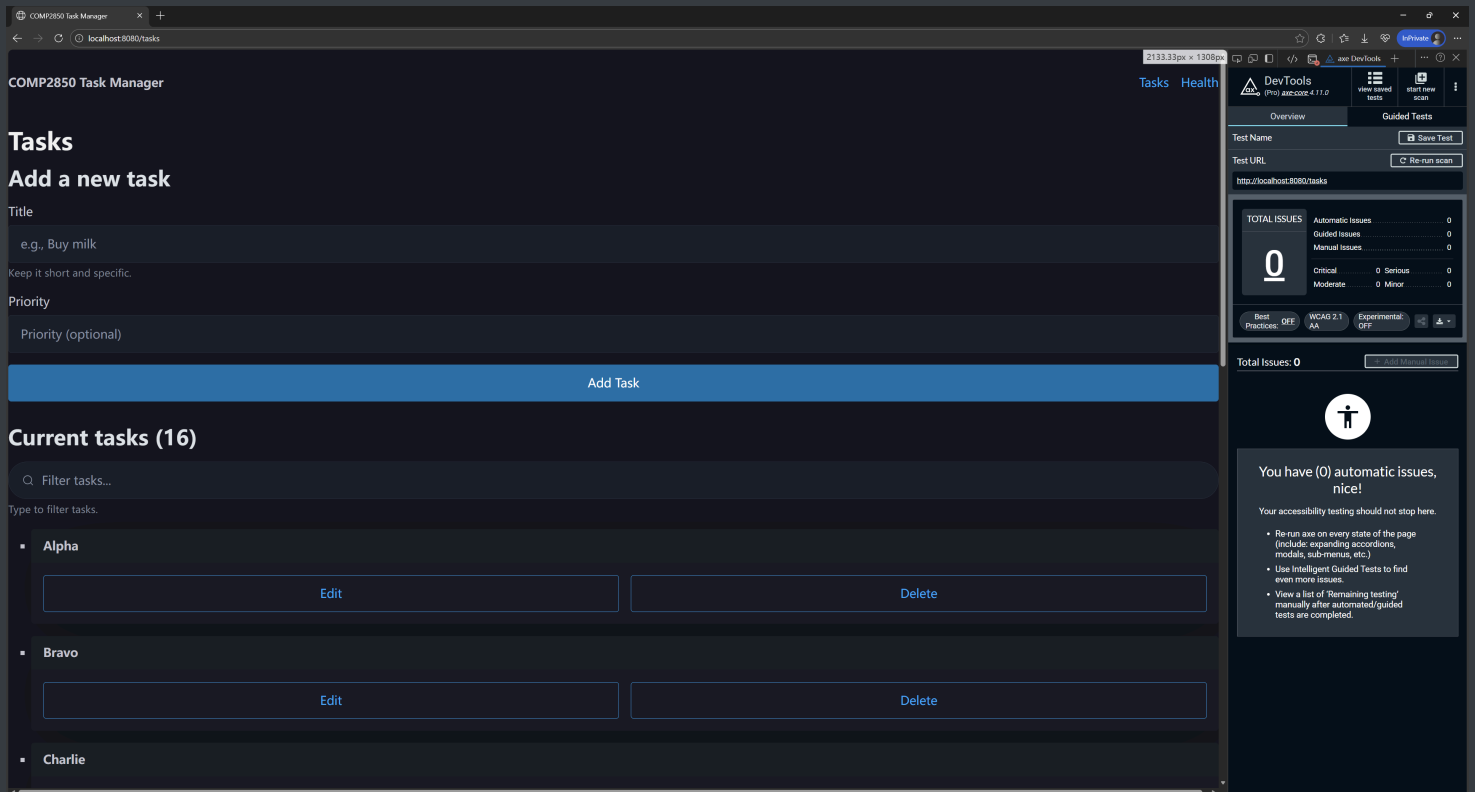 COMP2850 Task Manager
localhost:8080/tasks
InPrivate
2133.33px × 1308px
axe DevTools
COMP2850 Task Manager
Tasks
Health
Tasks
Add a new task
Title
e.g., Buy milk
Keep it short and specific.
Priority
Priority (optional)
Add Task
Current tasks (16)
Filter tasks...
Type to filter tasks.
Alpha
Edit
Delete
Bravo
Edit
Delete
Charlie
ax
DevTools
(Pro) axe-core 4.11.0
view saved
tests
start new
scan
Overview
Guided Tests
Test Name
Save Test
Test URL
Re-run scan
http://localhost:8080/tasks
TOTAL ISSUES
0
Automatic Issues 0
Guided Issues 0
Manual Issues 0
Critical 0 Serious 0
Moderate 0 Minor 0
Best
Practices: OFF
WCAG 2.1
AA
Experimental:
OFF
Total Issues: 0
+ Add Manual Issue
You have (0) automatic issues,
nice!
Your accessibility testing should not stop here.
• Re-run axe on every state of the page
(include: expanding accordions,
modals, sub-menus, etc.)
• Use Intelligent Guided Tests to find
even more issues.
• View a list of 'Remaining testing'
manually after automated/guided
tests are completed.